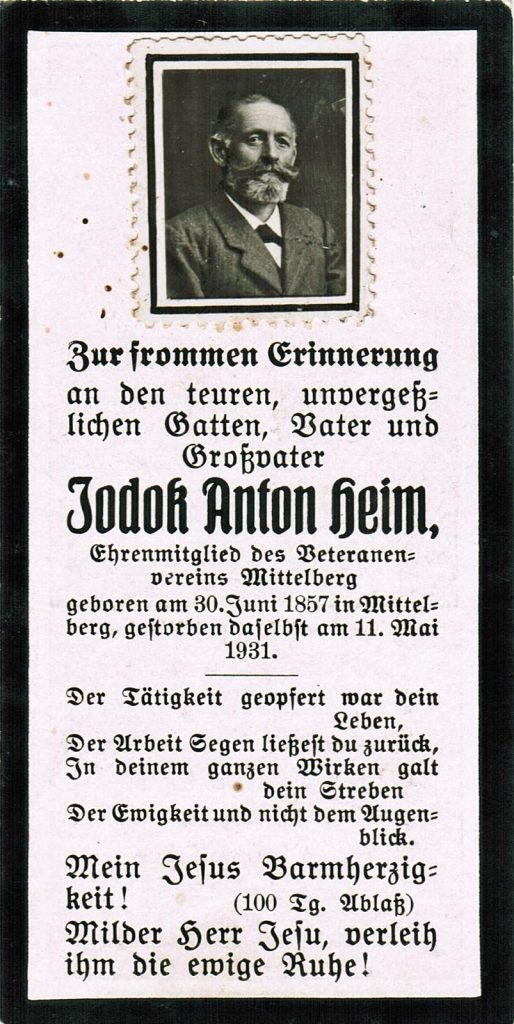 Zur frommen Erinnerung
an den teuren, unvergeß-
lichen Gatten, Vater und
Großvater
Jodok Anton Heim,
Ehrenmitglied des Veteranen-
vereins Mittelberg
geboren am 30. Juni 1857 in Mittel-
berg, gestorben daselbst am 11. Mai
1931.
Der Tätigkeit geopfert war dein
Leben,
Der Arbeit Segen ließest du zurück,
In deinem ganzen Wirken galt
dein Streben
Der Ewigkeit und nicht dem Augen-
blick.
Mein Jesus Barmherzig-
keit! (100 Tg. Ablaß)
Milder Herr Jesu, verleih
ihm die ewige Ruhe!